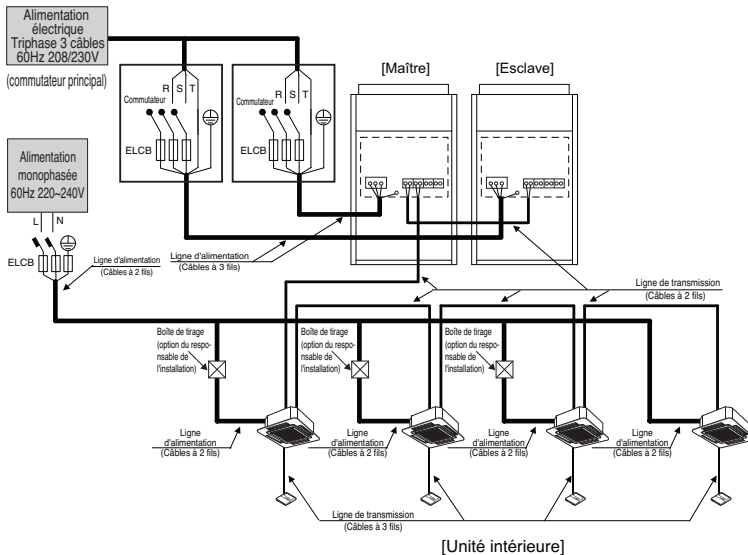 Alimentation
électrique
Triphase 3 câbles
60Hz 208/230V
(commutateur principal)
R S T
Commutateur
ELCB
R S T
Commutateur
ELCB
[Maître]
[Esclave]
Alimentation
monophasée
60Hz 220~240V
L N
ELCB
Ligne d'alimentation
(Câbles à 2 fils)
Ligne d'alimentation
(Câbles à 3 fils)
Ligne de transmission
(Câbles à 2 fils)
Boîte de tirage
(option du respo-
nsable de
l'installation)
Boîte de tirage
(option du respo-
nsable de
l'installation)
Boîte de tirage
(option du respo-
nsable de
l'installation)
Ligne
d'alimentation
(Câbles à 2 fils)
Ligne
d'alimentation
(Câbles à 2 fils)
Ligne
d'alimentation
(Câbles à 2 fils)
Ligne
d'alimentation
(Câbles à 2 fils)
Ligne de transmission
(Câbles à 3 fils)
[Unité intérieure]